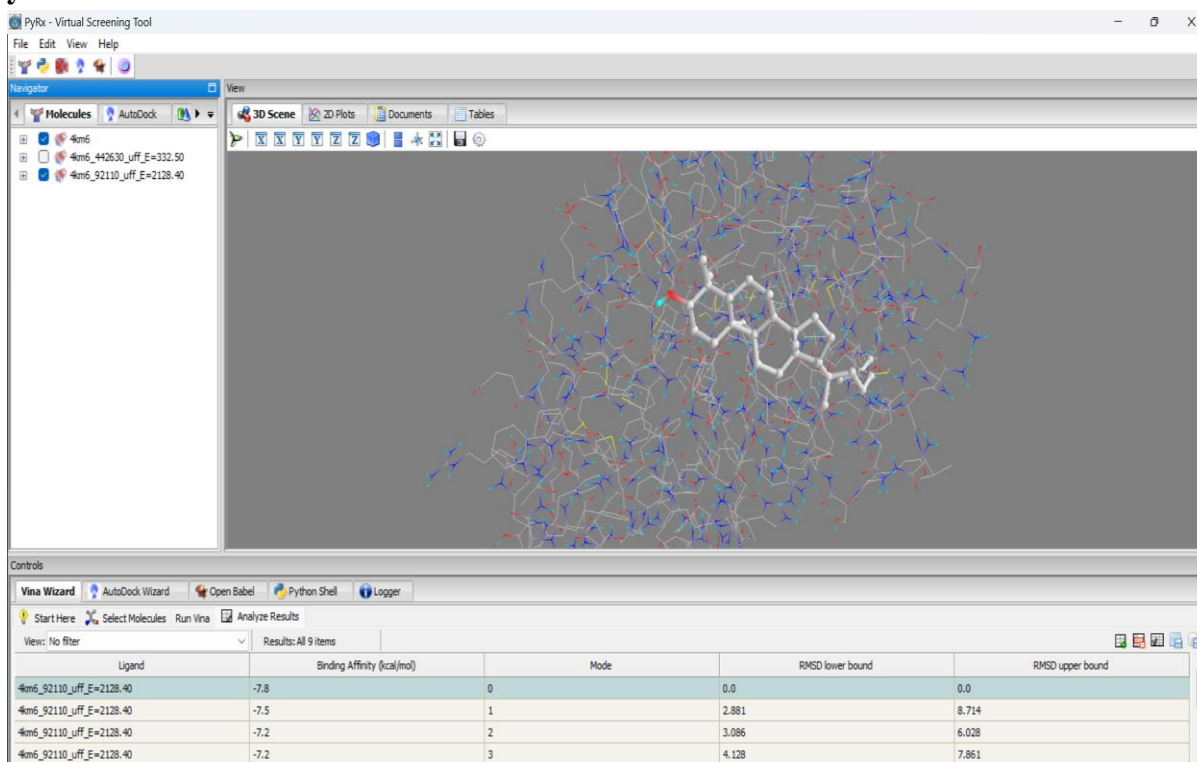 PyRx - Virtual Screening Tool
File Edit View Help
Navigator
View
Molecules AutoDock
3D Scene 2D Plots Documents Tables
4km6
4km6_442630_uff_E=332.50
4km6_92110_uff_E=2128.40
X X Y Y Z Z
Controls
Vina Wizard AutoDock Wizard Open Babel Python Shell Logger
Start Here Select Molecules Run Vina Analyze Results
View: No filter Results: All 9 items
Ligand Binding Affinity (kcal/mol) Mode RMSD lower bound RMSD upper bound
4km6_92110_uff_E=2128.40 -7.8 0 0.0 0.0
4km6_92110_uff_E=2128.40 -7.5 1 2.881 8.714
4km6_92110_uff_E=2128.40 -7.2 2 3.086 6.028
4km6_92110_uff_E=2128.40 -7.2 3 4.128 7.861